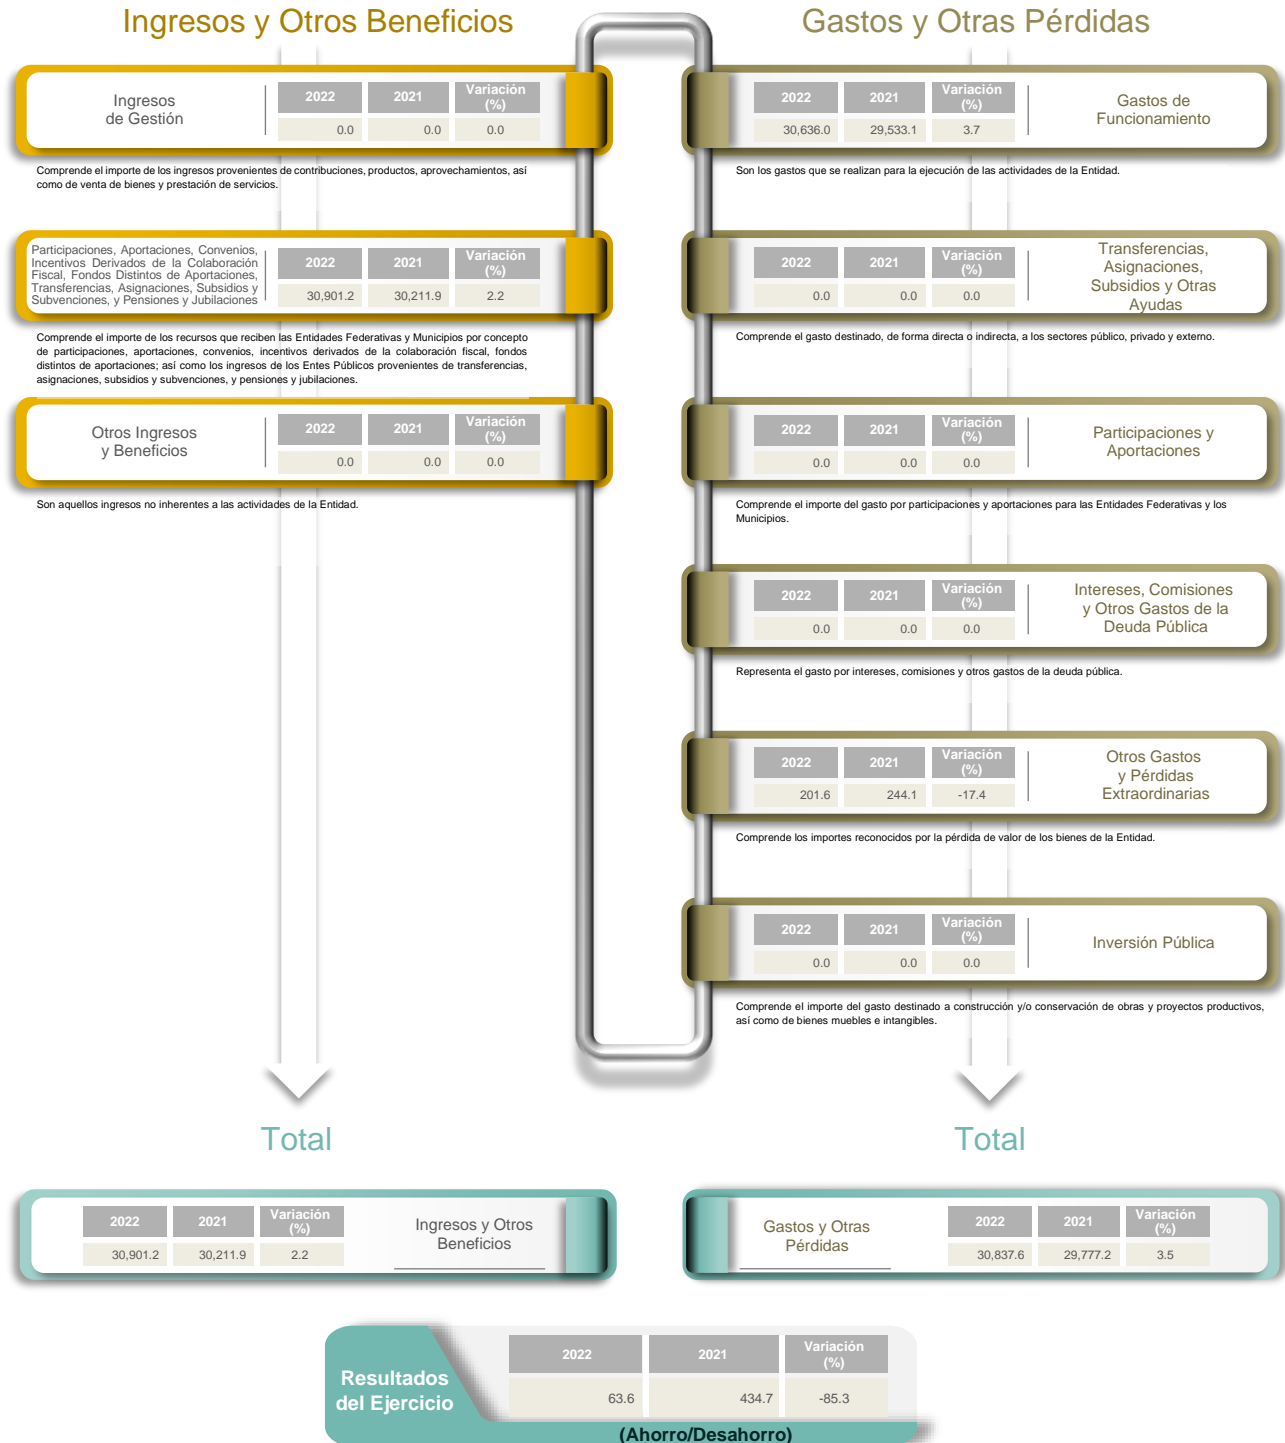 Ingresos y Otros Beneficios
Ingresos
de Gestión
2022 2021 Variación
(%)
0.0 0.0 0.0
Comprende el importe de los ingresos provenientes de contribuciones, productos, aprovechamientos, así
como de venta de bienes y prestación de servicios.
Participaciones, Aportaciones, Convenios,
Incentivos Derivados de la Colaboración
Fiscal, Fondos Distintos de Aportaciones,
Transferencias, Asignaciones, Subsidios y
Subvenciones, y Pensiones y Jubilaciones
2022 2021 Variación
(%)
30,901.2 30,211.9 2.2
Comprende el importe de los recursos que reciben las Entidades Federativas y Municipios por concepto
de participaciones, aportaciones, convenios, incentivos derivados de la colaboración fiscal, fondos
distintos de aportaciones; así como los ingresos de los Entes Públicos provenientes de transferencias,
asignaciones, subsidios y subvenciones, y pensiones y jubilaciones.
Otros Ingresos
y Beneficios
2022 2021 Variación
(%)
0.0 0.0 0.0
Son aquellos ingresos no inherentes a las actividades de la Entidad.
Gastos y Otras Pérdidas
2022 2021 Variación
(%)
30,636.0 29,533.1 3.7
Gastos de
Funcionamiento
Son los gastos que se realizan para la ejecución de las actividades de la Entidad.
2022 2021 Variación
(%)
0.0 0.0 0.0
Transferencias,
Asignaciones,
Subsidios y Otras
Ayudas
Comprende el gasto destinado, de forma directa o indirecta, a los sectores público, privado y externo.
2022 2021 Variación
(%)
0.0 0.0 0.0
Participaciones y
Aportaciones
Comprende el importe del gasto por participaciones y aportaciones para las Entidades Federativas y los
Municipios.
2022 2021 Variación
(%)
0.0 0.0 0.0
Intereses, Comisiones
y Otros Gastos de la
Deuda Pública
Representa el gasto por intereses, comisiones y otros gastos de la deuda pública.
2022 2021 Variación
(%)
201.6 244.1 -17.4
Otros Gastos
y Pérdidas
Extraordinarias
Comprende los importes reconocidos por la pérdida de valor de los bienes de la Entidad.
2022 2021 Variación
(%)
0.0 0.0 0.0
Inversión Pública
Comprende el importe del gasto destinado a construcción y/o conservación de obras y proyectos productivos,
así como de bienes muebles e intangibles.
Total
2022 2021 Variación
(%)
30,901.2 30,211.9 2.2
Ingresos y Otros
Beneficios
Total
Gastos y Otras
Pérdidas
2022 2021 Variación
(%)
30,837.6 29,777.2 3.5
Resultados
del Ejercicio
2022 2021 Variación
(%)
63.6 434.7 -85.3
(Ahorro/Desahorro)